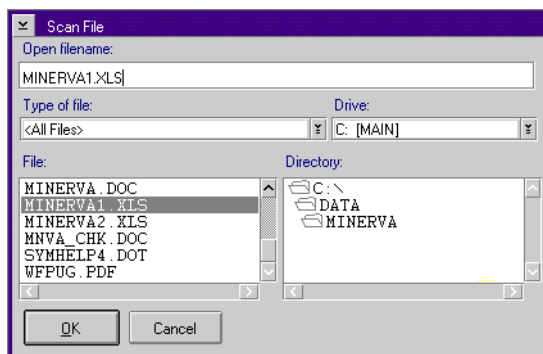 Scan File
Open filename:
MINERVA1.XLS
Type of file:
Drive:
<All Files>
C: [MAIN]
File:
Directory:
MINERVA.DOC
MINERVA1.XLS
MINERVA2.XLS
MNVA_CHK.DOC
SYMHELP4.DOT
WFPUG.PDF
C:\
DATA
MINERVA
OK
Cancel